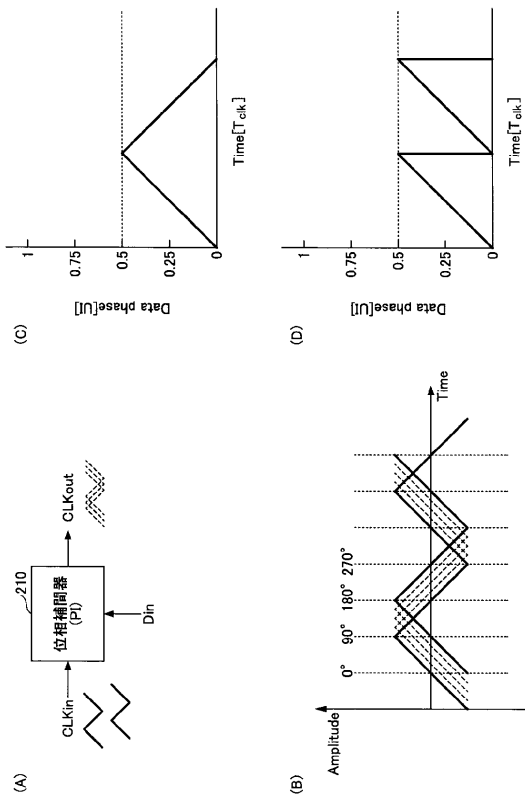 (A)
CLKin
210
位相補間器
(PI)
CLKout
Din
(B)
Amplitude
0°
90°
180°
270°
Time
(C)
Data phase[UI]
1
0.75
0.5
0.25
0
Time[Tclk]
(D)
Data phase[UI]
1
0.75
0.5
0.25
0
Time[Tclk]